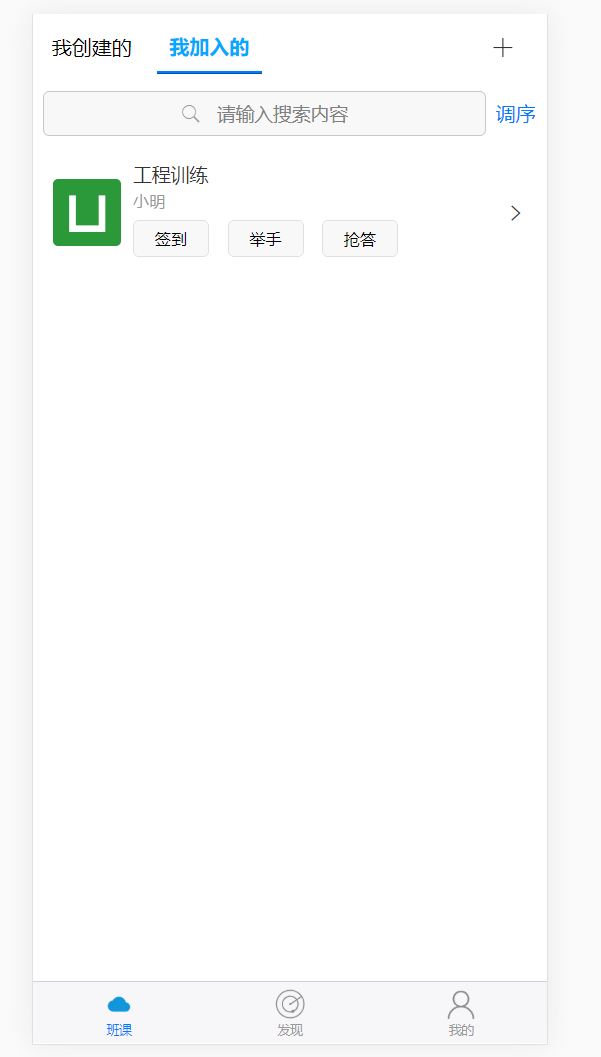 我创建的 我加入的
请输入搜索内容 调序
工程训练
小明
签到 举手 抢答
班课 发现 我的